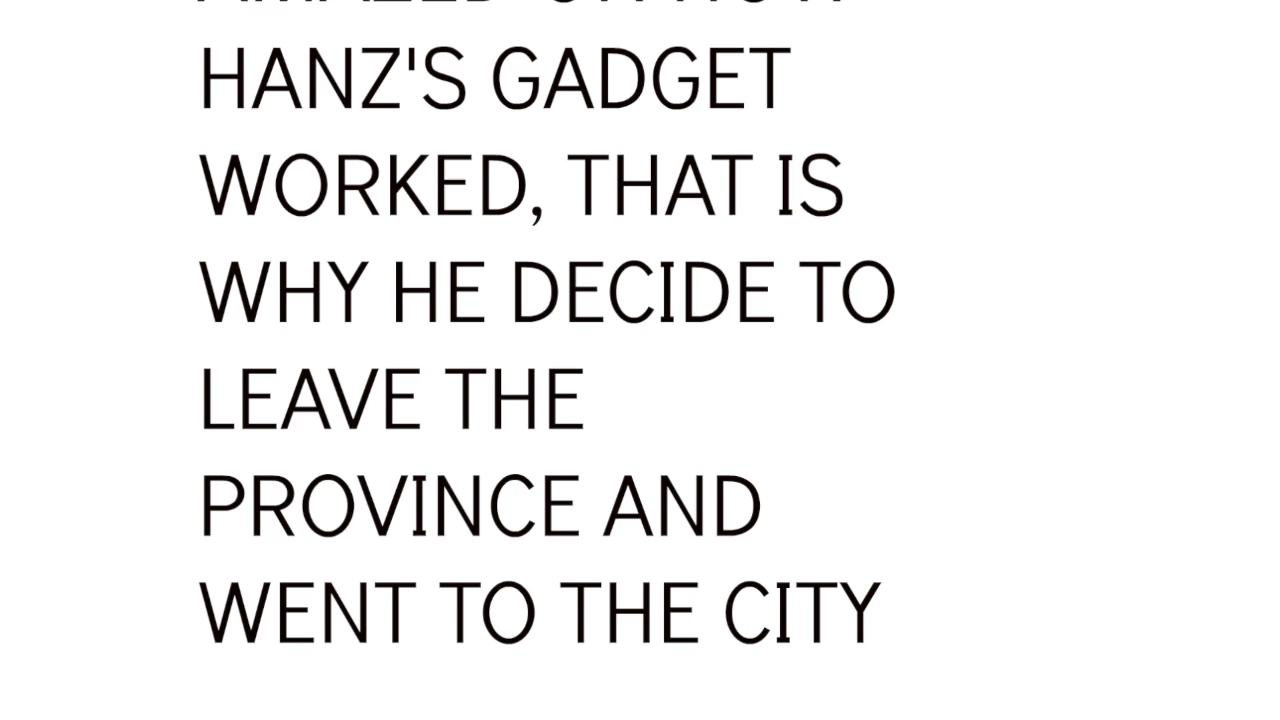 HANZ'S GADGET
WORKED, THAT IS
WHY HE DECIDE TO
LEAVE THE
PROVINCE AND
WENT TO THE CITY